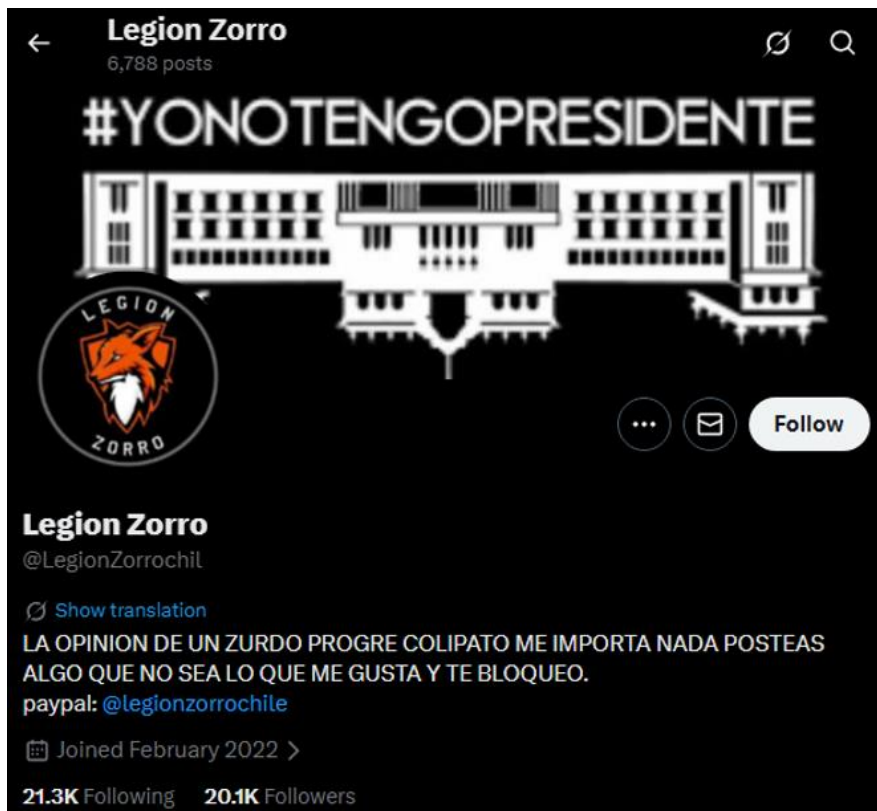 Legion Zorro
6,788 posts
#YONOTENGOPRESIDENTE
LEGION
ZORRO
Follow
Legion Zorro
@LegionZorrochil
Show translation
LA OPINION DE UN ZURDO PROGRE COLIPATO ME IMPORTA NADA POSTEAS
ALGO QUE NO SEA LO QUE ME GUSTA Y TE BLOQUEO.
paypal: @legionzorrochile
Joined February 2022
21.3K Following 20.1K Followers